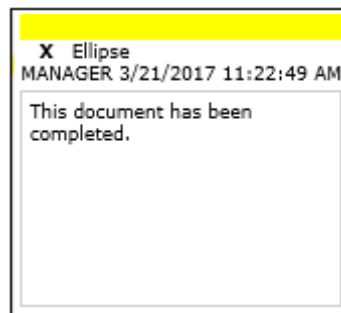 X Ellipse
MANAGER 3/21/2017 11:22:49 AM
This document has been
completed.